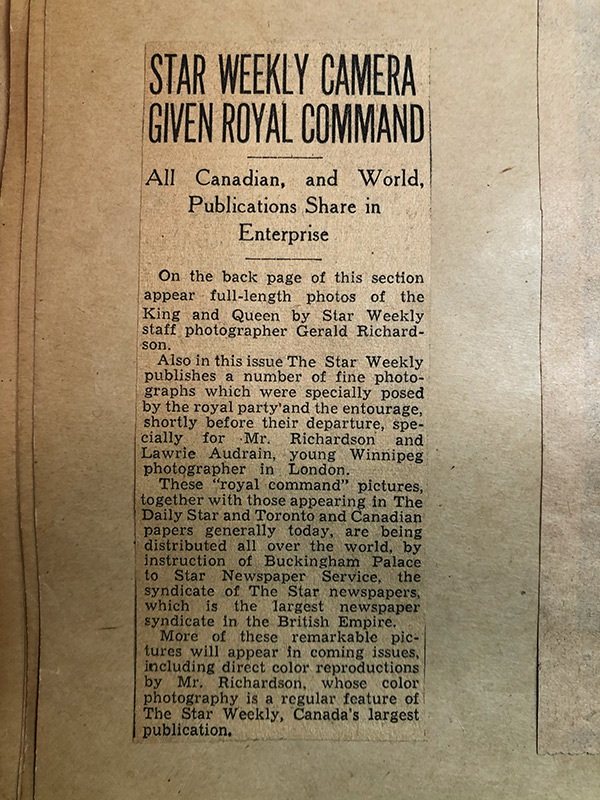 STAR WEEKLY CAMERA
GIVEN ROYAL COMMAND
All Canadian, and World,
Publications Share in
Enterprise
On the back page of this section
appear full-length photos of the
King and Queen by Star Weekly
staff photographer Gerald Richard-
son.
Also in this issue The Star Weekly
publishes a number of fine photo-
graphs which were specially posed
by the royal party and the entourage,
shortly before their departure, spe-
cially for Mr. Richardson and
Lawrie Audrain, young Winnipeg
photographer in London.
These "royal command" pictures,
together with those appearing in The
Daily Star and Toronto and Canadian
papers generally today, are being
distributed all over the world, by
instruction of Buckingham Palace
to Star Newspaper Service, the
syndicate of The Star newspapers,
which is the largest newspaper
syndicate in the British Empire.
More of these remarkable pic-
tures will appear in coming issues,
including direct color reproductions
by Mr. Richardson, whose color
photography is a regular feature of
The Star Weekly, Canada's largest
publication.